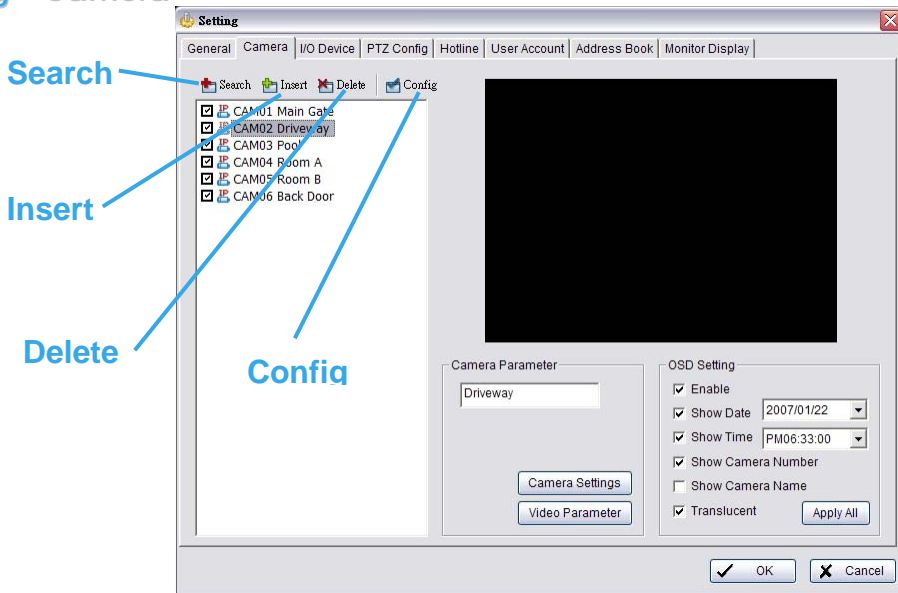 Camera
Setting
General Camera I/O Device PTZ Config Hotline User Account Address Book Monitor Display
Search
Search Insert Delete Config
CAM01 Main Gate
CAM02 Driveway
CAM03 Pool
CAM04 Room A
CAM05 Room B
CAM06 Back Door
Insert
Delete
Config
Camera Parameter
Driveway
Camera Settings
Video Parameter
OSD Setting
Enable
Show Date 2007/01/22
Show Time PM06:33:00
Show Camera Number
Show Camera Name
Translucent Apply All
OK Cancel